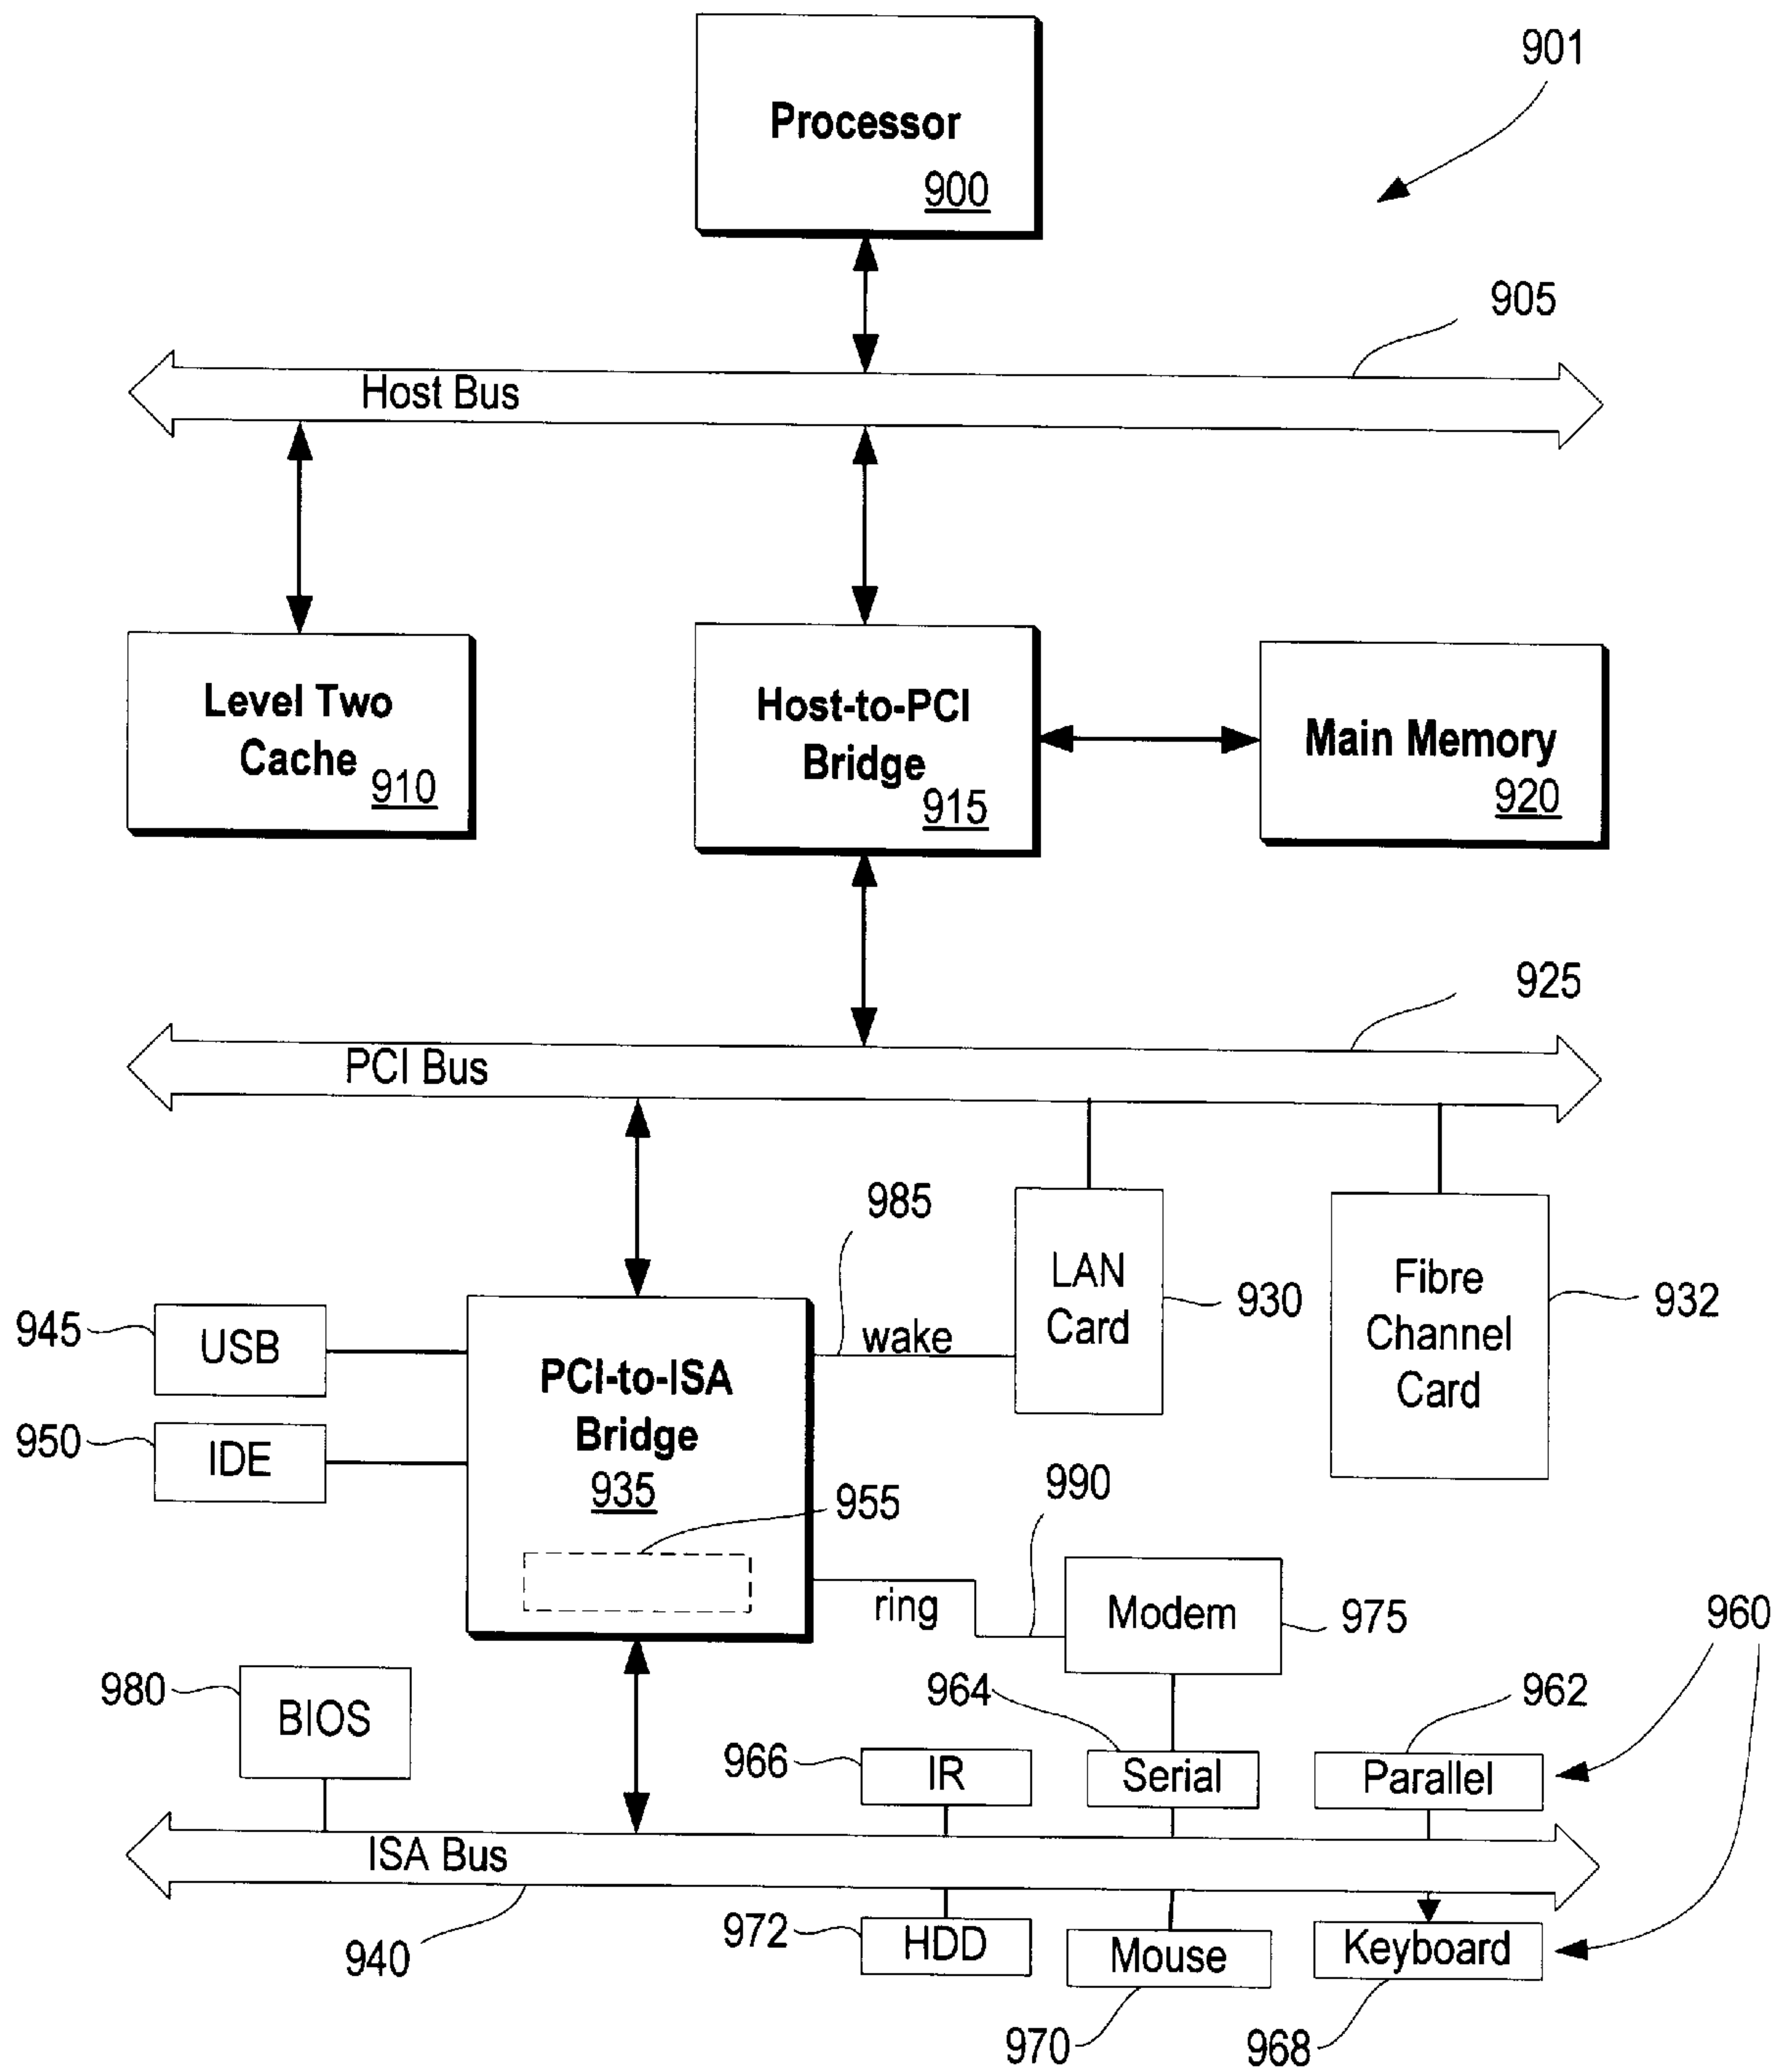 901
Processor
900
905
Host Bus
Level Two
Cache
910
Host-to-PCI
Bridge
915
Main Memory
920
925
PCI Bus
985
LAN
Card
930
Fibre
Channel
Card
932
945
USB
wake
PCI-to-ISA
Bridge
935
950
IDE
955
990
ring
Modem
975
960
980
BIOS
964
962
966
IR
Serial
Parallel
ISA Bus
940
972
HDD
Mouse
Keyboard
970
968